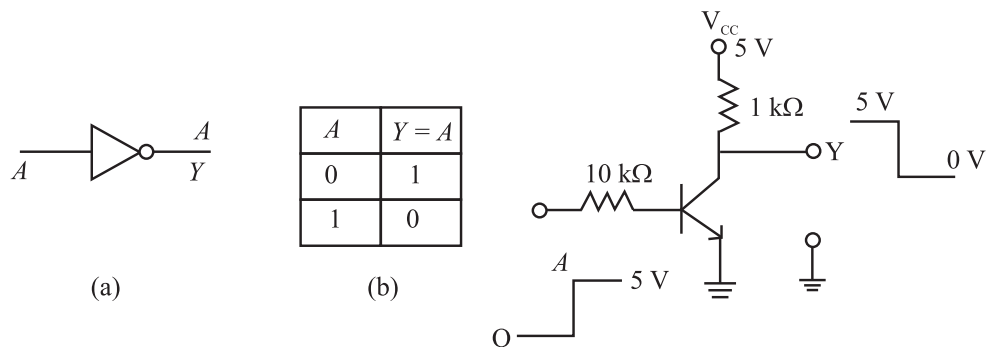 A
A
Y
(a)
A Y = A
0 1
1 0
(b)
V_CC
5 V
1 kΩ
Y
10 kΩ
5 V
0 V
A
5 V
O